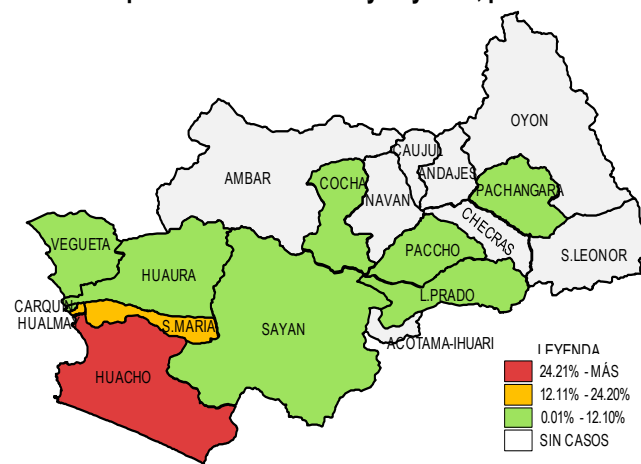 OYON
CAUJUL
AMBAR
COCHA
ANDAJES
NAVAN
PACHANGARA
CHECRAS
VEGUETA
PACCHO
S.LEONOR
HUAURA
L.PRADO
CARQUIN
HUALMA
S.MARIA
SAYAN
ACOTAMA-IHUARI
HUACHO
LEYENDA
24.21% - MÁS
12.11% - 24.20%
0.01% - 12.10%
SIN CASOS